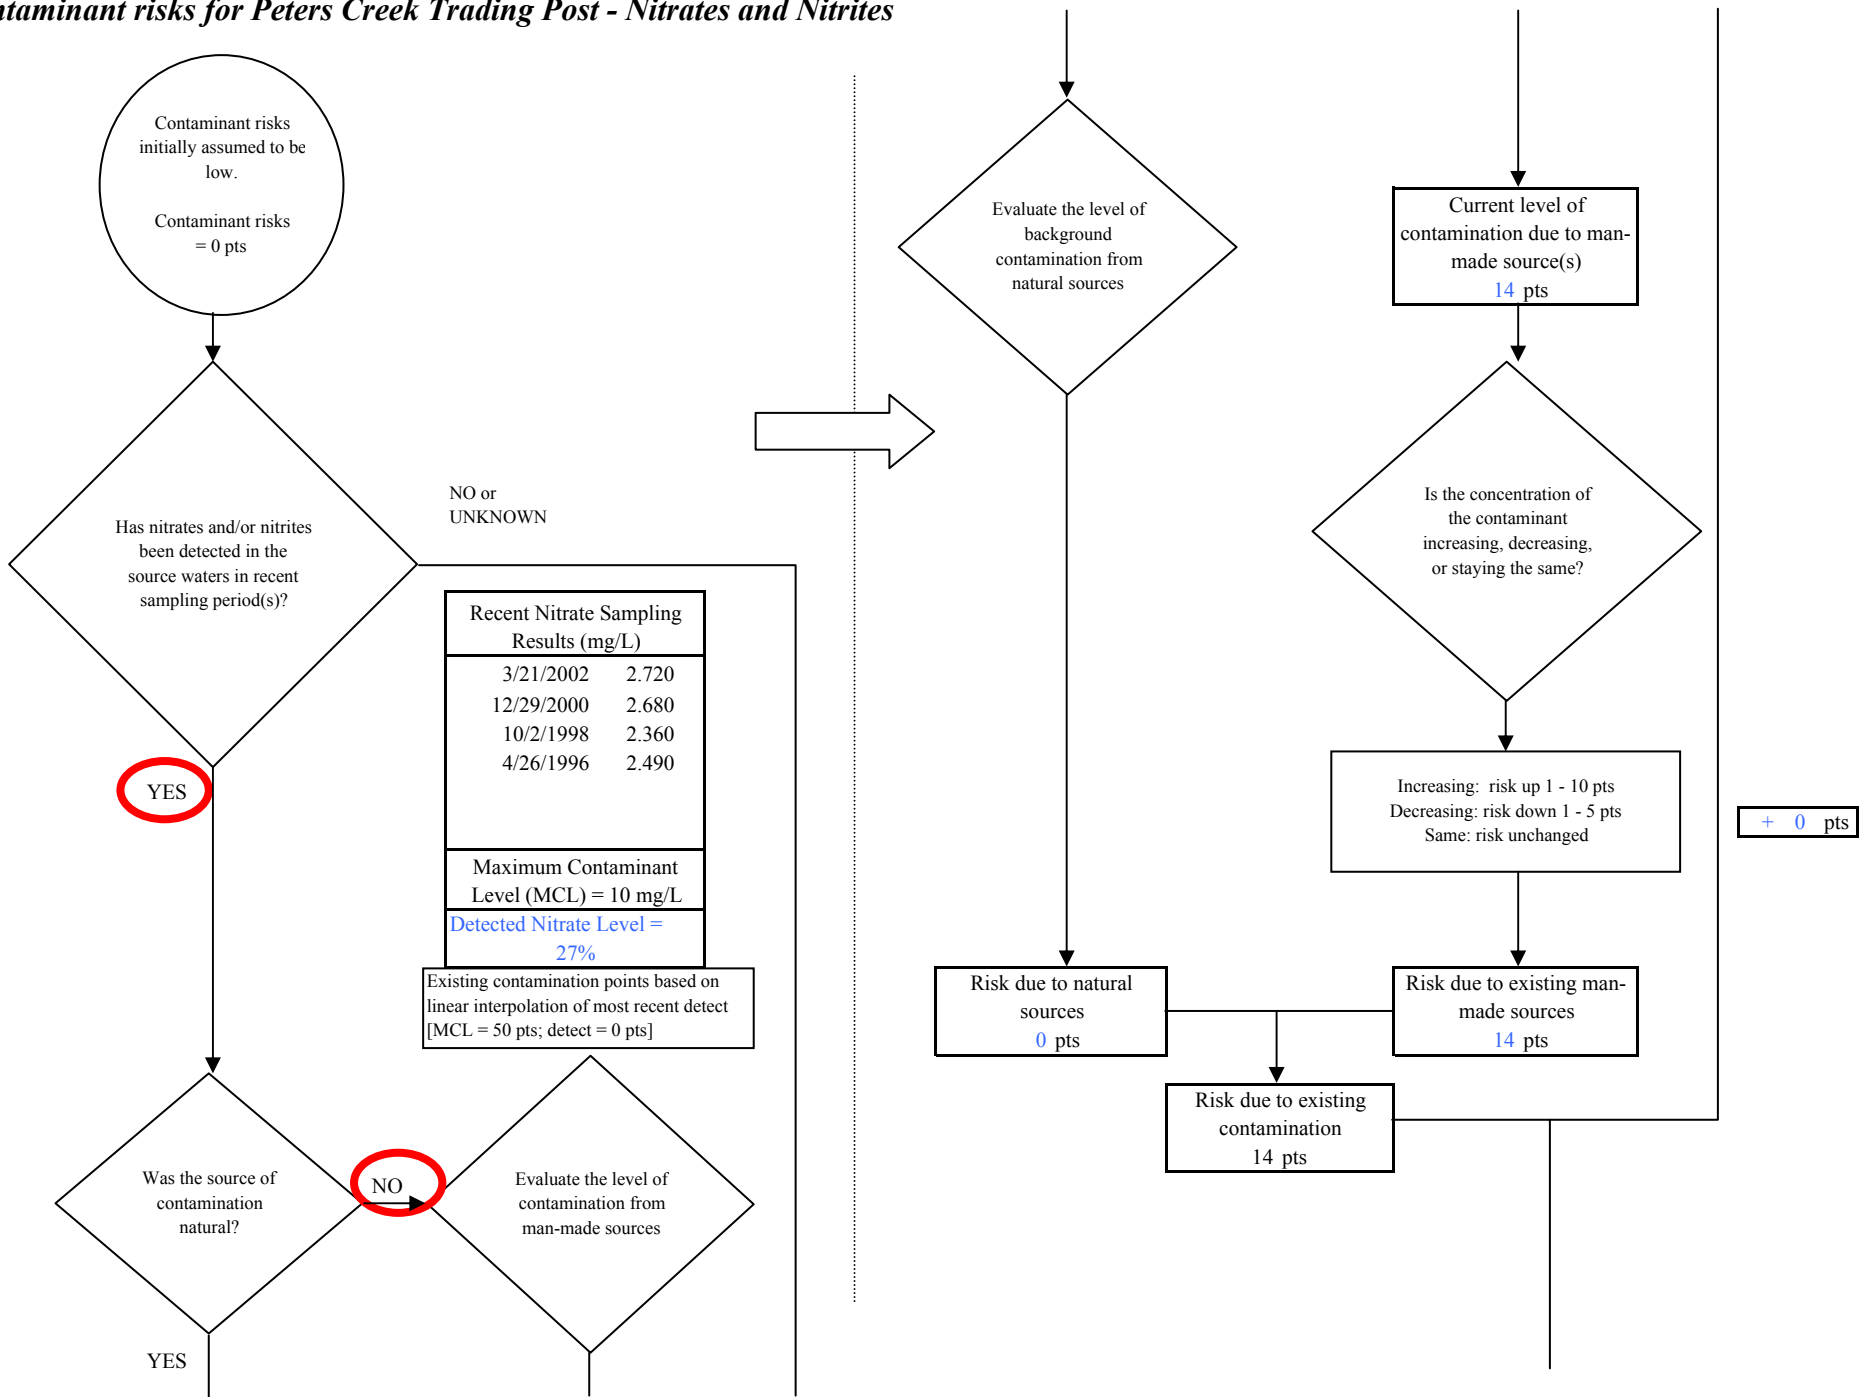 ntaminant risks for Peters Creek Trading Post - Nitrates and Nitrites
Contaminant risks
initially assumed to be
low.
Contaminant risks
= 0 pts
Has nitrates and/or nitrites
been detected in the
source waters in recent
sampling period(s)?
NO or
UNKNOWN
YES
Recent Nitrate Sampling
Results (mg/L)
3/21/2002 2.720
12/29/2000 2.680
10/2/1998 2.360
4/26/1996 2.490
Maximum Contaminant
Level (MCL) = 10 mg/L
Detected Nitrate Level =
27%
Existing contamination points based on
linear interpolation of most recent detect
[MCL = 50 pts; detect = 0 pts]
Was the source of
contamination
natural?
NO
Evaluate the level of
contamination from
man-made sources
YES
Evaluate the level of
background
contamination from
natural sources
Current level of
contamination due to man-
made source(s)
14 pts
Is the concentration of
the contaminant
increasing, decreasing,
or staying the same?
Increasing: risk up 1 - 10 pts
Decreasing: risk down 1 - 5 pts
Same: risk unchanged
+ 0 pts
Risk due to natural
sources
0 pts
Risk due to existing man-
made sources
14 pts
Risk due to existing
contamination
14 pts